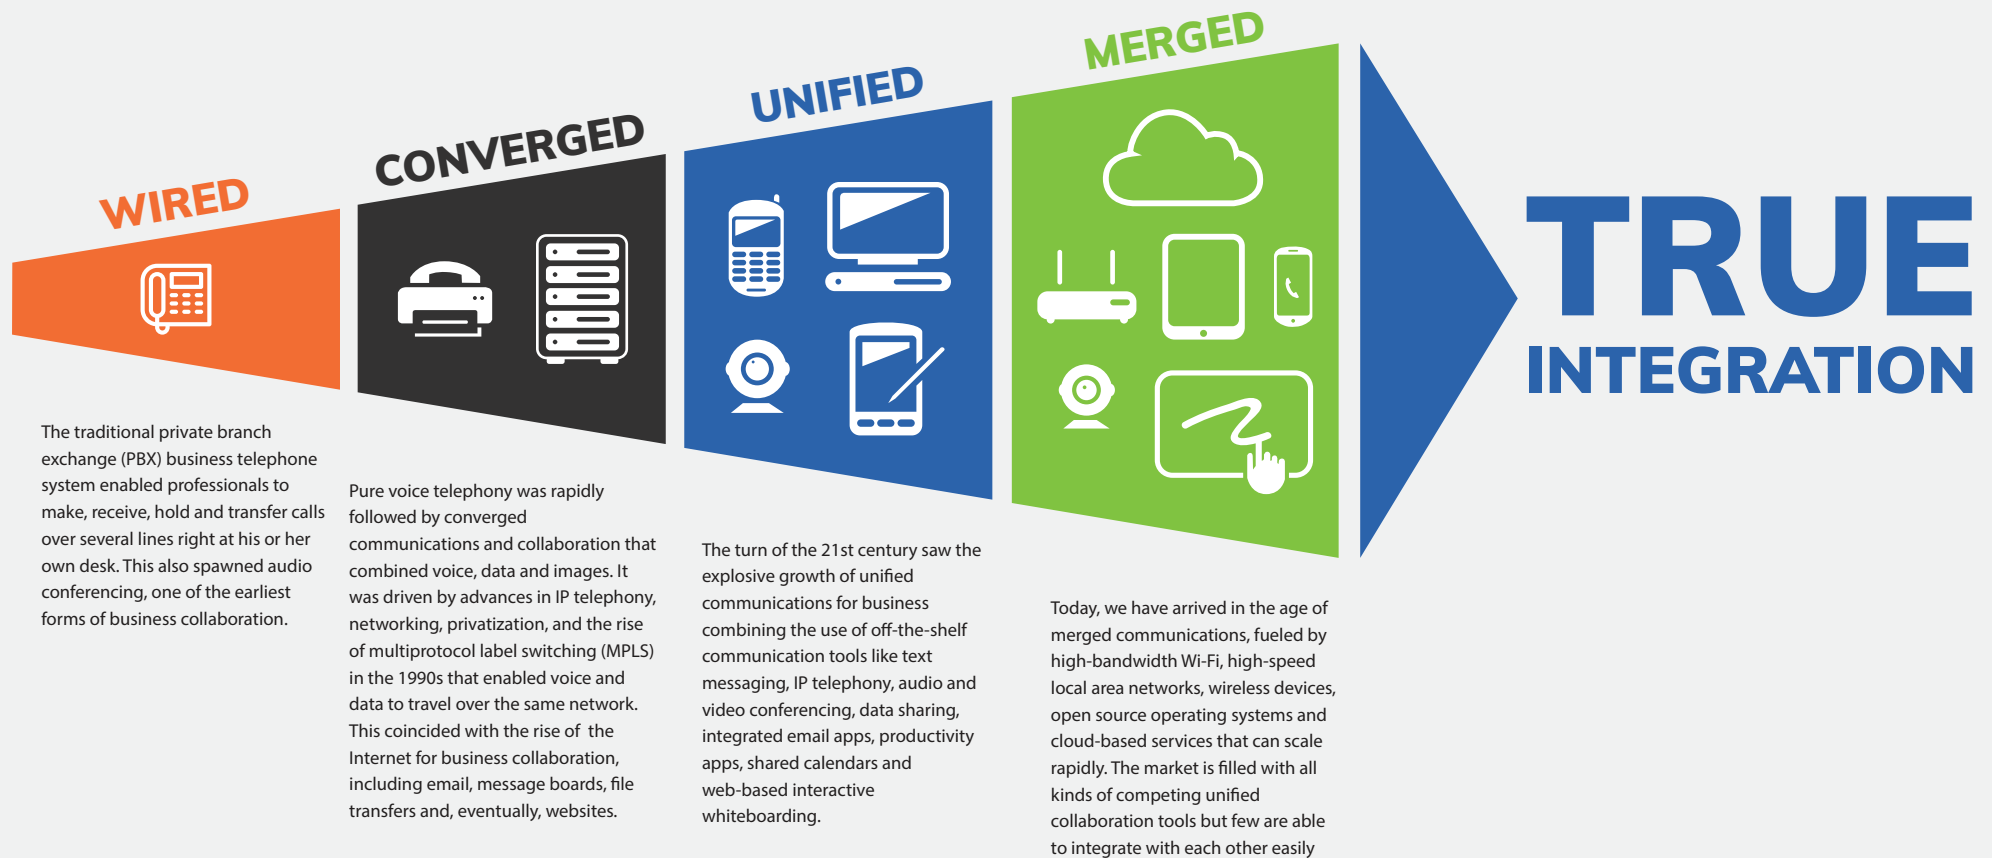 WIRED
The traditional private branch
exchange (PBX) business telephone
system enabled professionals to
make, receive, hold and transfer calls
over several lines right at his or her
own desk. This also spawned audio
conferencing, one of the earliest
forms of business collaboration.
CONVERGED
Pure voice telephony was rapidly
followed by converged
communications and collaboration that
combined voice, data and images. It
was driven by advances in IP telephony,
networking, privatization, and the rise
of multiprotocol label switching (MPLS)
in the 1990s that enabled voice and
data to travel over the same network.
This coincided with the rise of the
Internet for business collaboration,
including email, message boards, file
transfers and, eventually, websites.
UNIFIED
The turn of the 21st century saw the
explosive growth of unified
communications for business
combining the use of off-the-shelf
communication tools like text
messaging, IP telephony, audio and
video conferencing, data sharing,
integrated email apps, productivity
apps, shared calendars and
web-based interactive
whiteboarding.
MERGED
Today, we have arrived in the age of
merged communications, fueled by
high-bandwidth Wi-Fi, high-speed
local area networks, wireless devices,
open source operating systems and
cloud-based services that can scale
rapidly. The market is filled with all
kinds of competing unified
collaboration tools but few are able
to integrate with each other easily
TRUE
INTEGRATION